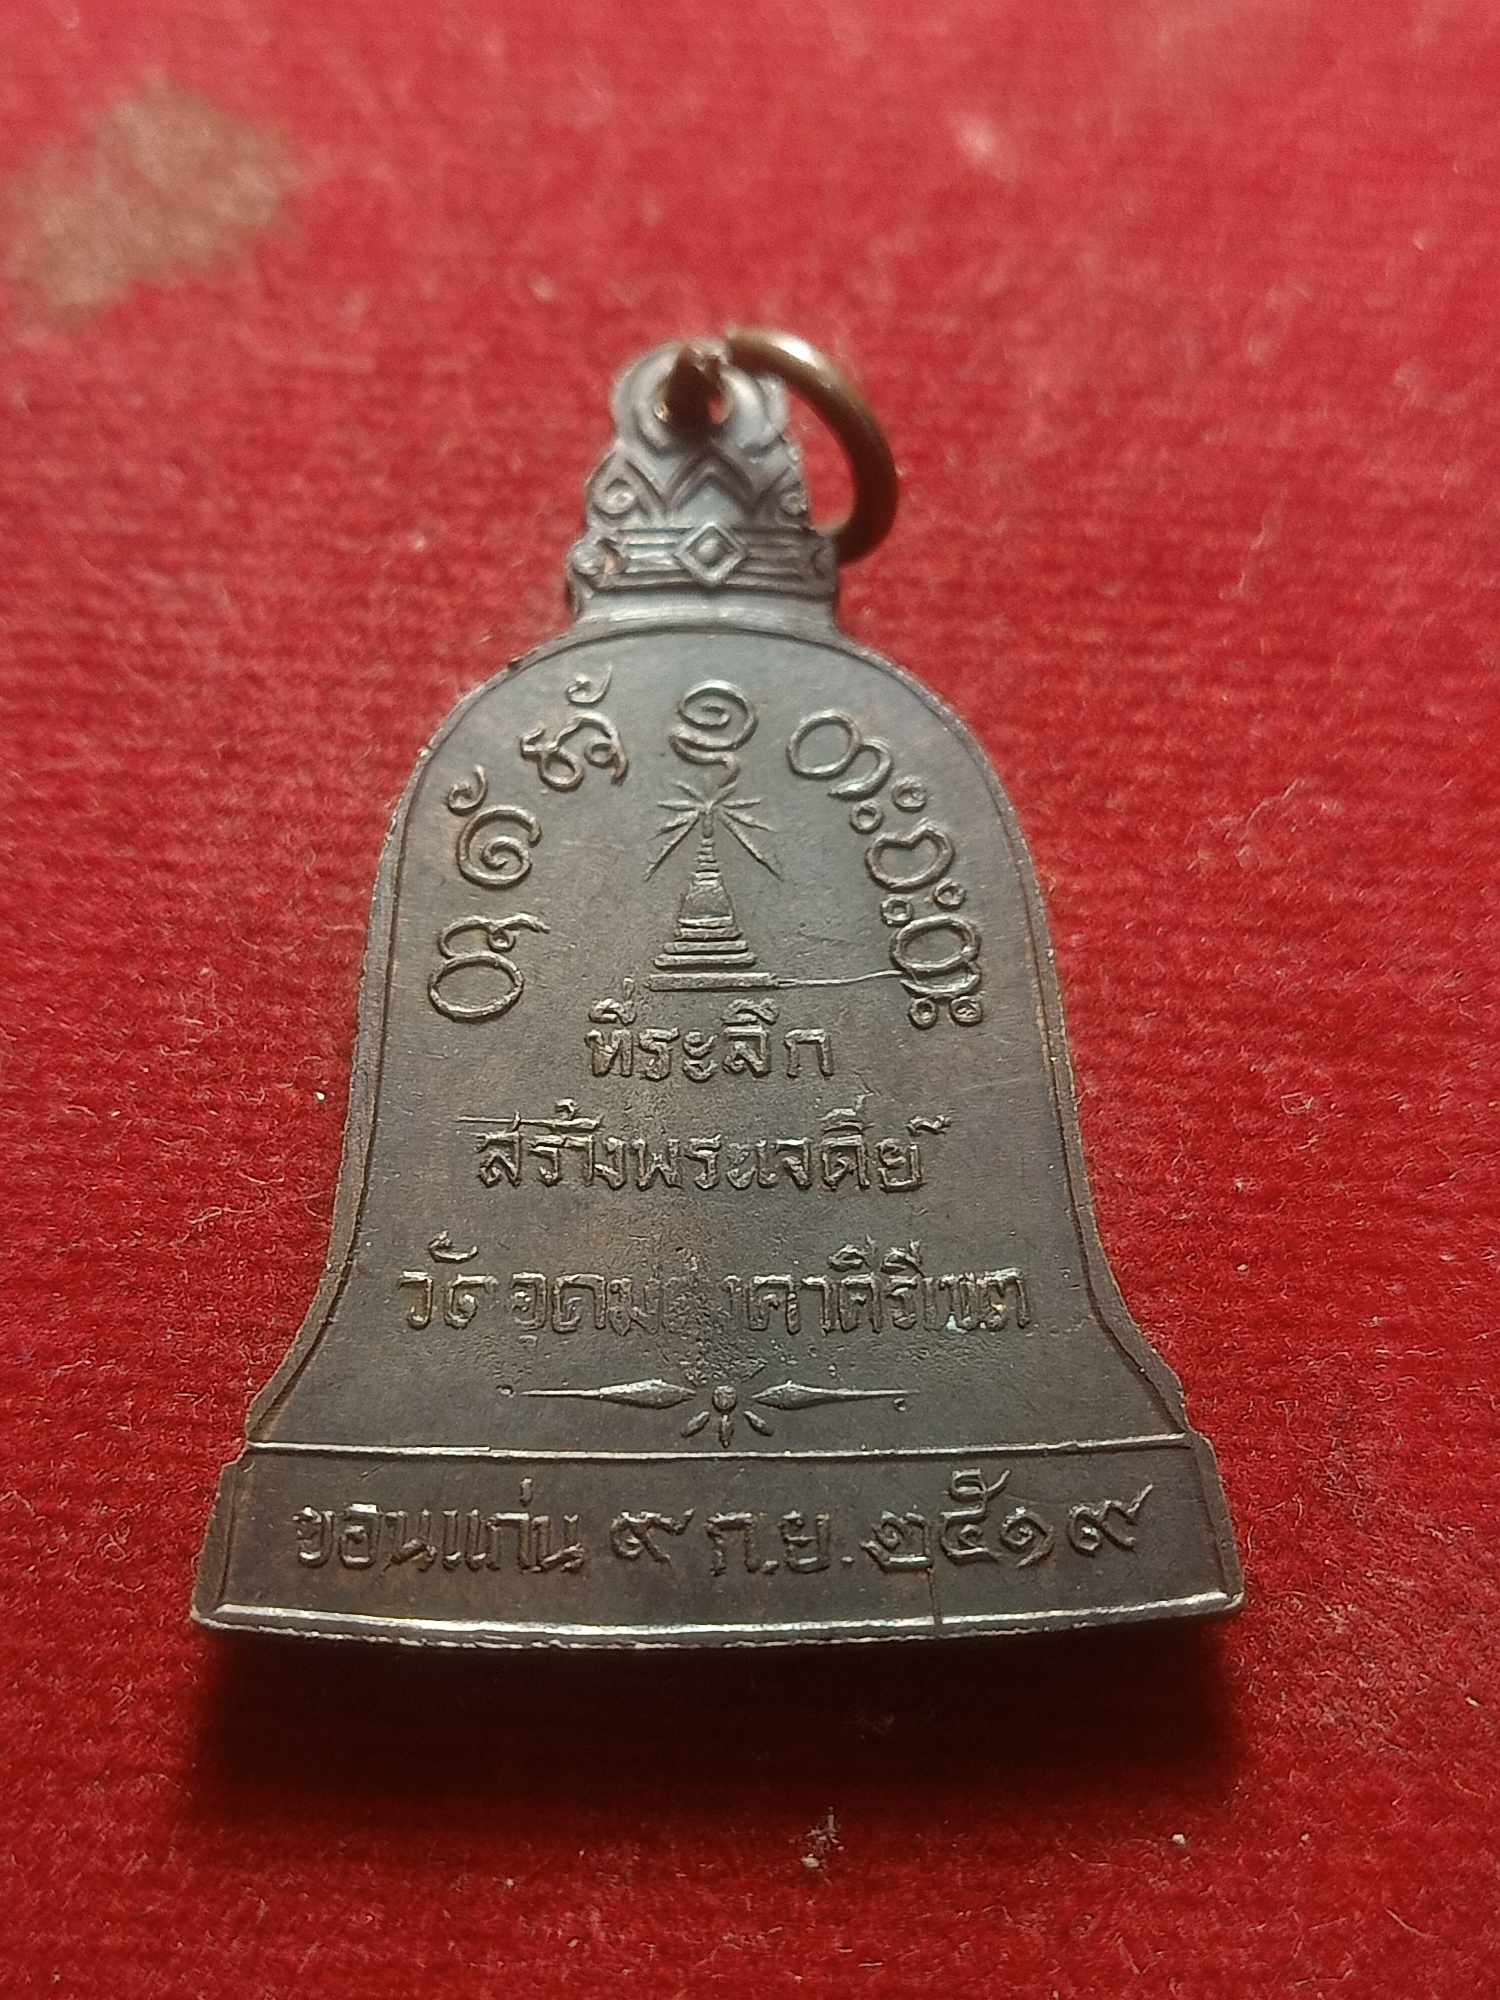 ที่ระลึก
สร้างพระเจดีย์
วัดอุดมคงคาคีรีเขต
ขอนแก่น ๙ ก.ย. ๒๕๑๙